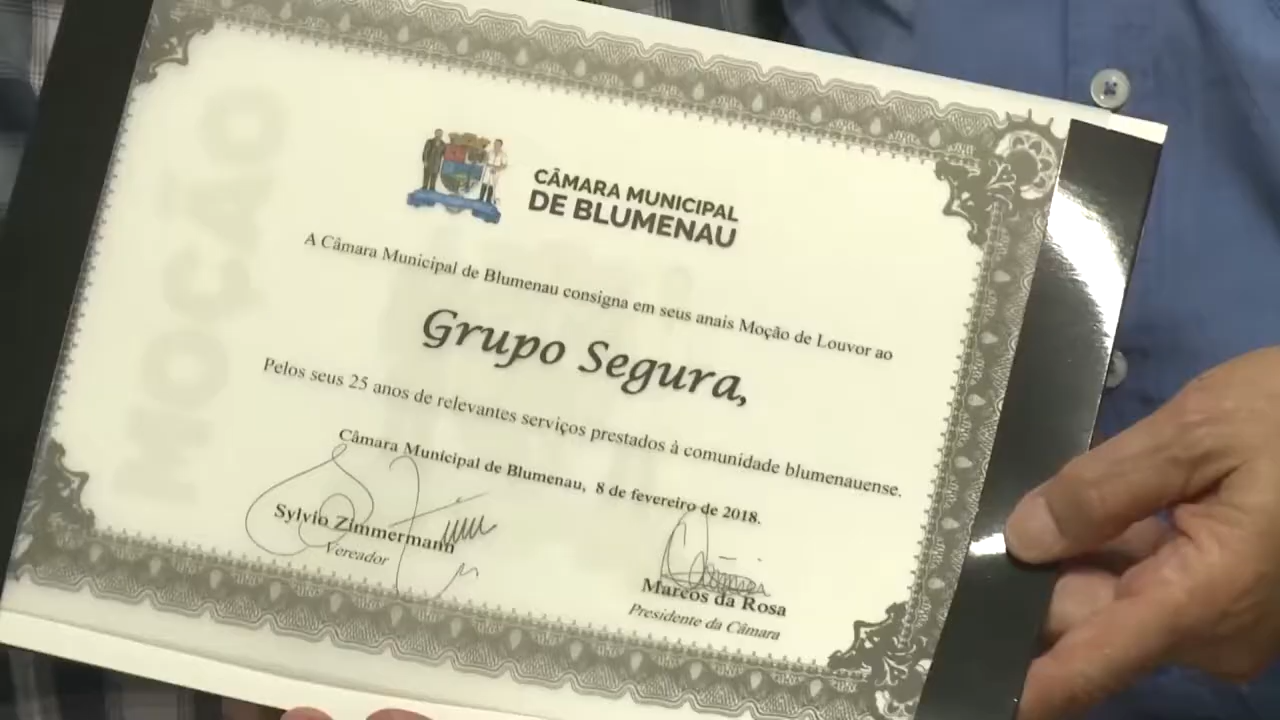 MOÇÃO
CÂMARA MUNICIPAL
DE BLUMENAU
A Câmara Municipal de Blumenau consigna em seus anais Moção de Louvor ao
Grupo Segura,
Pelos seus 25 anos de relevantes serviços prestados à comunidade blumenauense.
Câmara Municipal de Blumenau, 8 de fevereiro de 2018.
Sylvio Zimmermann
Vereador
Marcos da Rosa
Presidente da Câmara